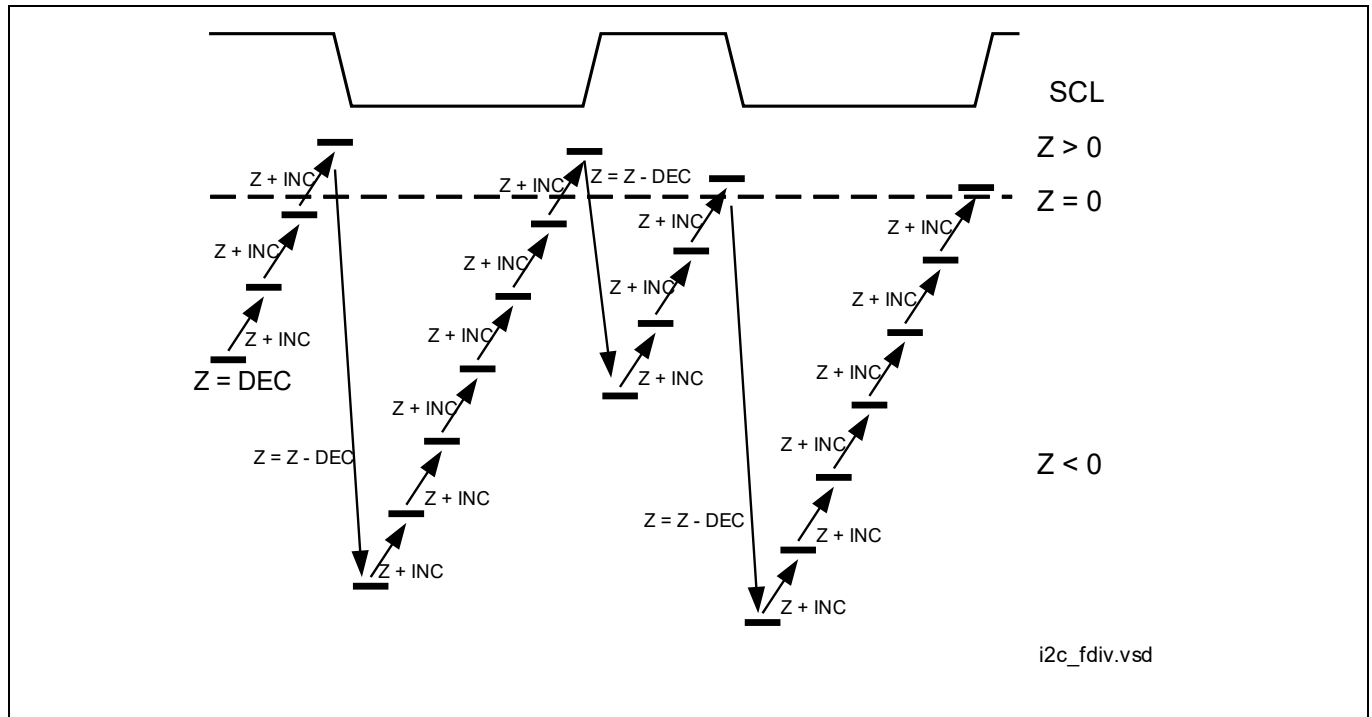 SCL
Z > 0
Z + INC
Z + INC
Z = Z - DEC
Z = 0
Z + INC
Z + INC
Z + INC
Z + INC
Z + INC
Z + INC
Z + INC
Z + INC
Z + INC
Z = DEC
Z + INC
Z + INC
Z + INC
Z = Z - DEC
Z + INC
Z < 0
Z + INC
Z = Z - DEC
Z + INC
Z + INC
Z + INC
i2c_fdiv.vsd